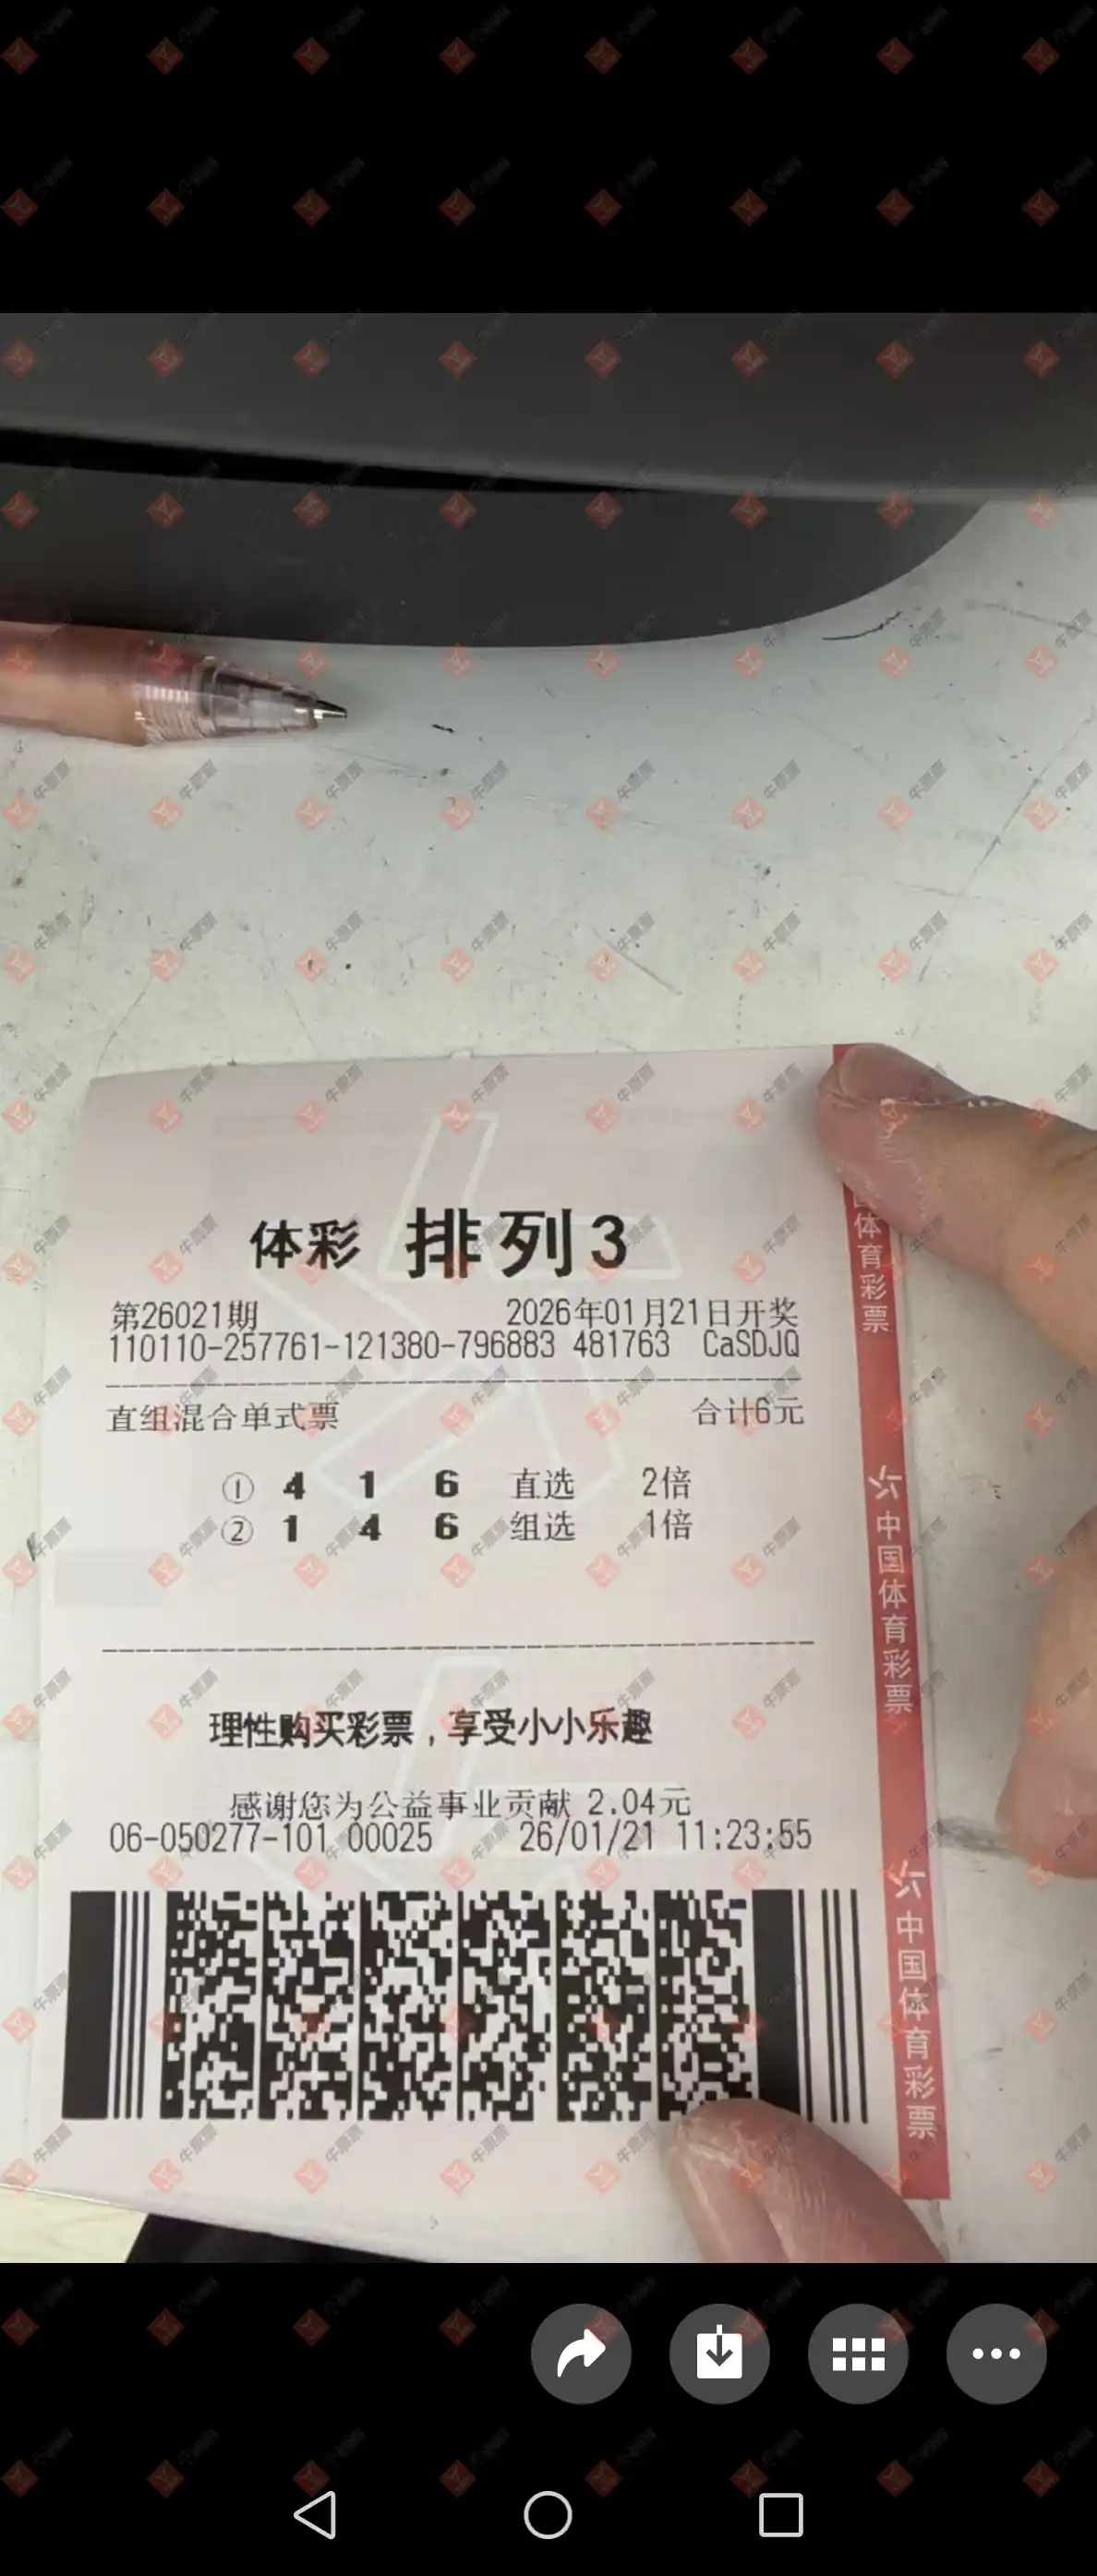 体彩 排列3
第26021期 2026年01月21日开奖
110110-257761-121380-796883 481763 CaSDJQ
直组混合单式票 合计6元
① 4 1 6 直选 2倍
② 1 4 6 组选 1倍
理性购买彩票，享受小小乐趣
感谢您为公益事业贡献 2.04元
06-050277-101 00025 26/01/21 11:23:55
体育彩票
中国体育彩票
中国体育彩票
牛票票